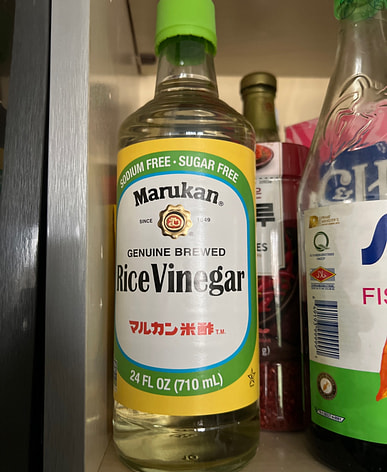 SODIUM FREE • SUGAR FREE
Marukan®
SINCE 1649
GENUINE BREWED
Rice Vinegar
マルカン米酢 T.M.
24 FL OZ (710 mL)
FIS